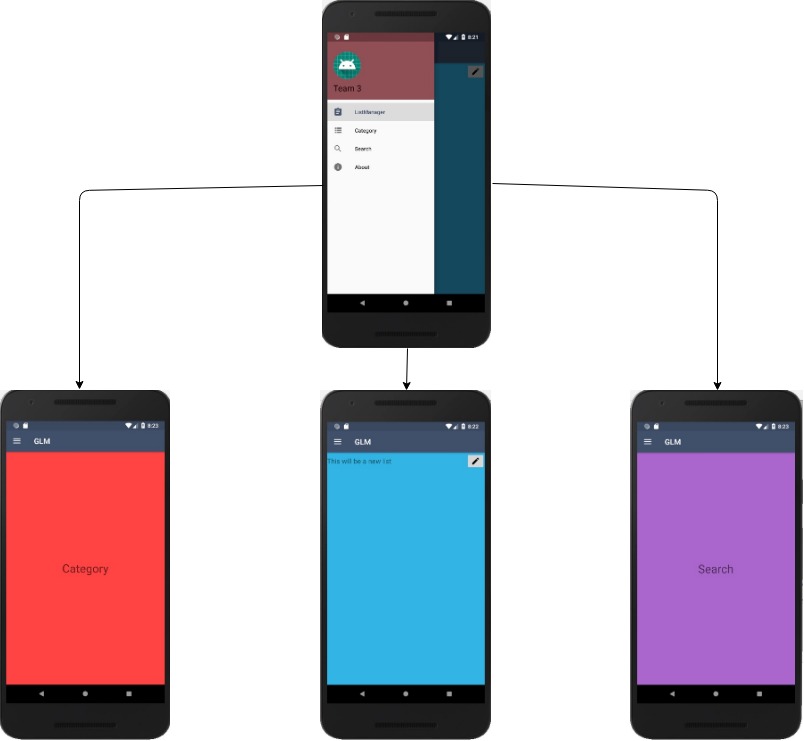 8:21
Team 3
ListManager
Category
Search
About
8:23
GLM
Category
8:22
GLM
This will be a new list
8:23
GLM
Search